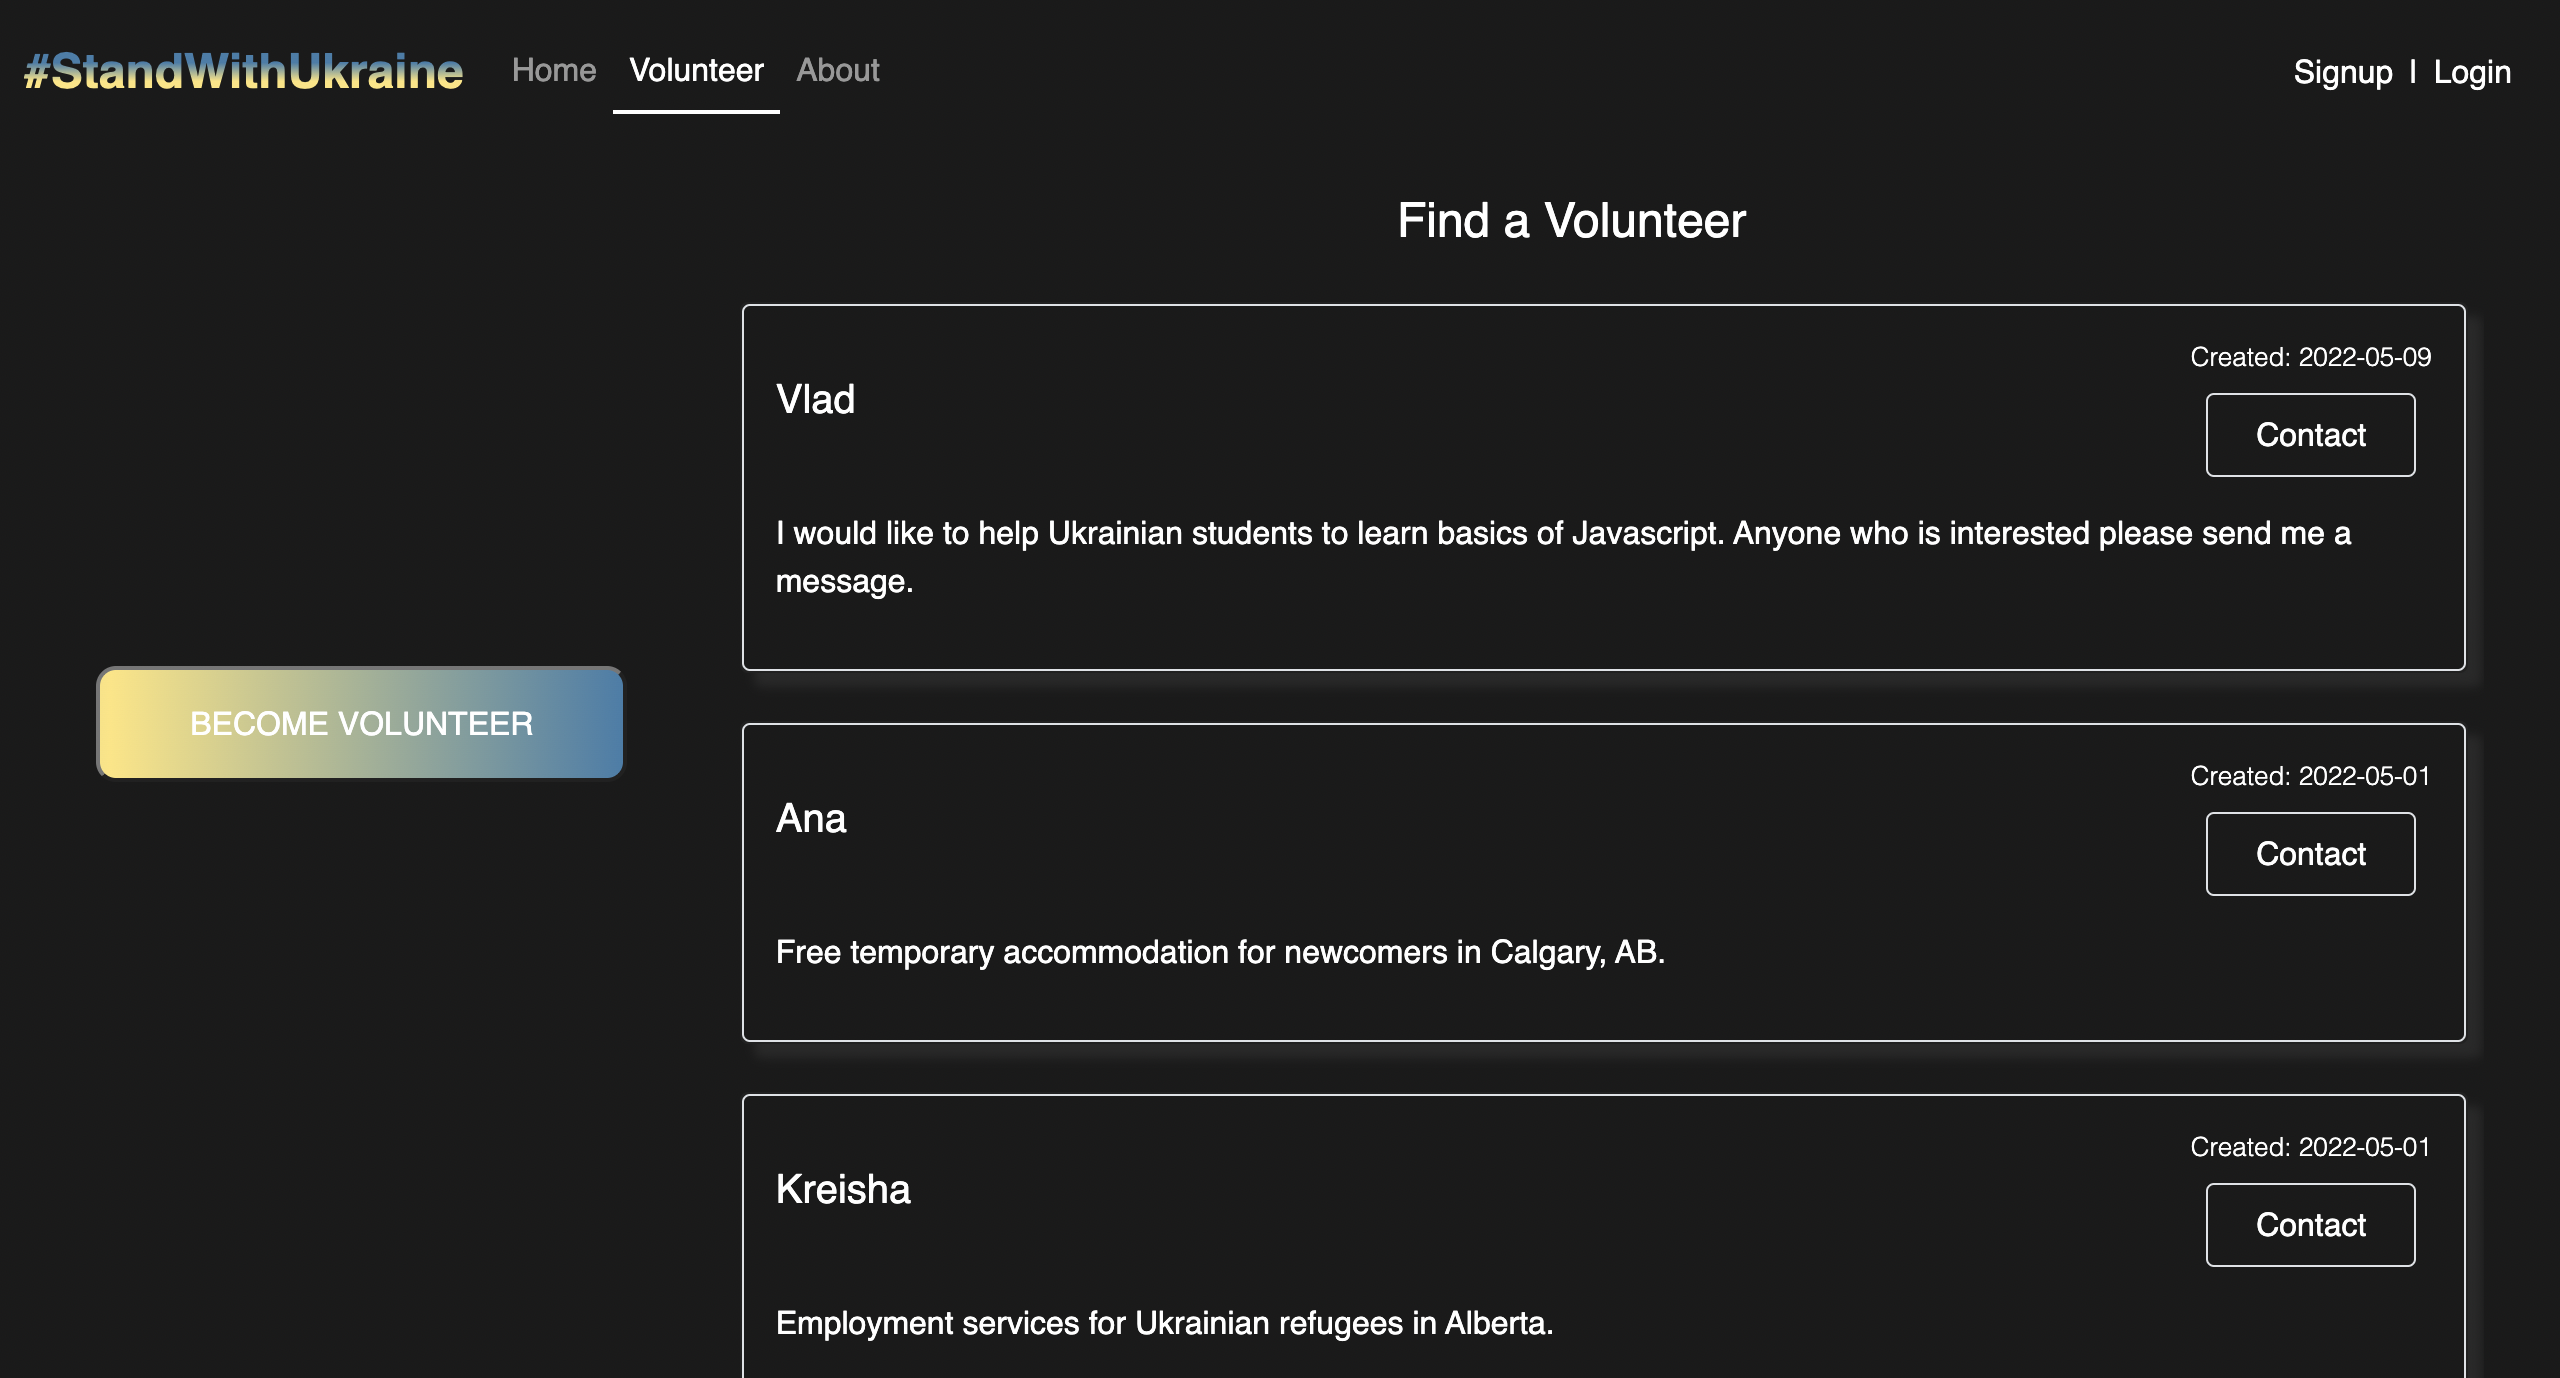 #StandWithUkraine Home Volunteer About Signup | Login
Find a Volunteer
Created: 2022-05-09
Vlad
Contact
I would like to help Ukrainian students to learn basics of Javascript. Anyone who is interested please send me a
message.
BECOME VOLUNTEER
Created: 2022-05-01
Ana
Contact
Free temporary accommodation for newcomers in Calgary, AB.
Created: 2022-05-01
Kreisha
Contact
Employment services for Ukrainian refugees in Alberta.